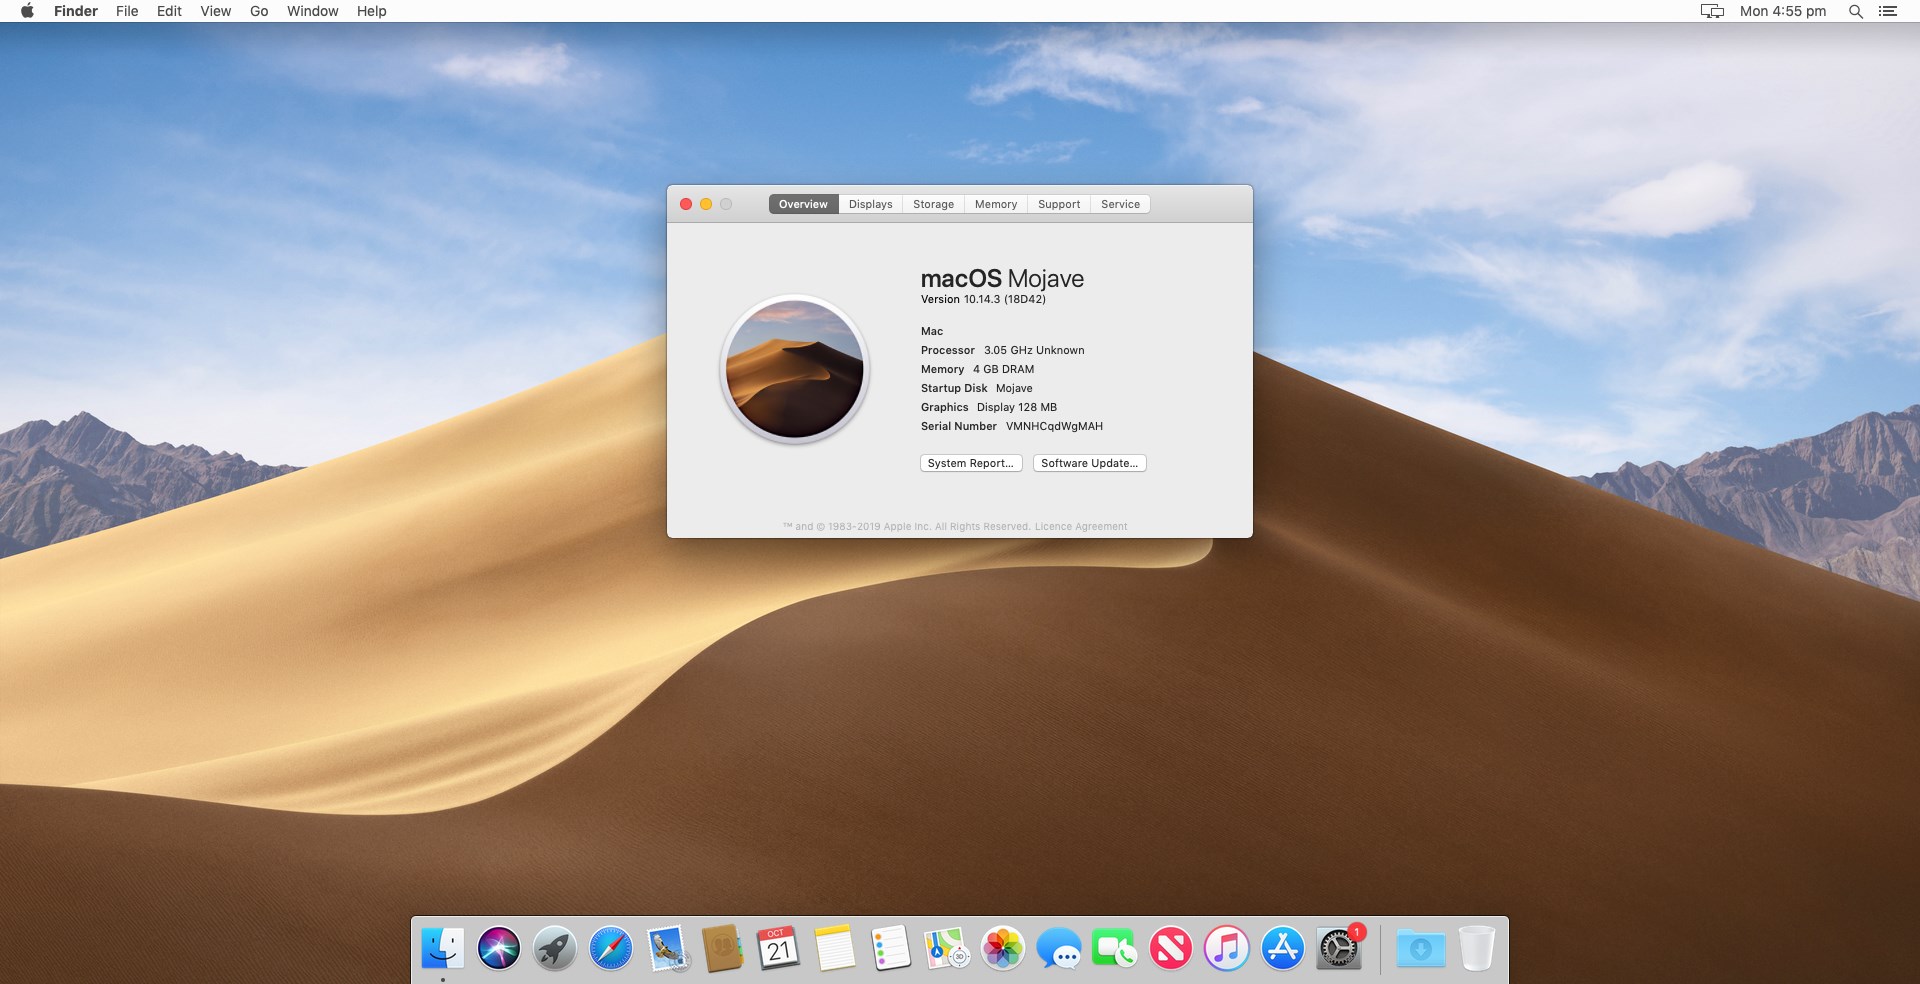 Finder File Edit View Go Window Help Mon 4:55 pm
Overview Displays Storage Memory Support Service
macOS Mojave
Version 10.14.3 (18D42)
Mac
Processor 3.05 GHz Unknown
Memory 4 GB DRAM
Startup Disk Mojave
Graphics Display 128 MB
Serial Number VMNHCqdWgMAH
System Report... Software Update...
™ and © 1983-2019 Apple Inc. All Rights Reserved. Licence Agreement
OCT
21
3D
1